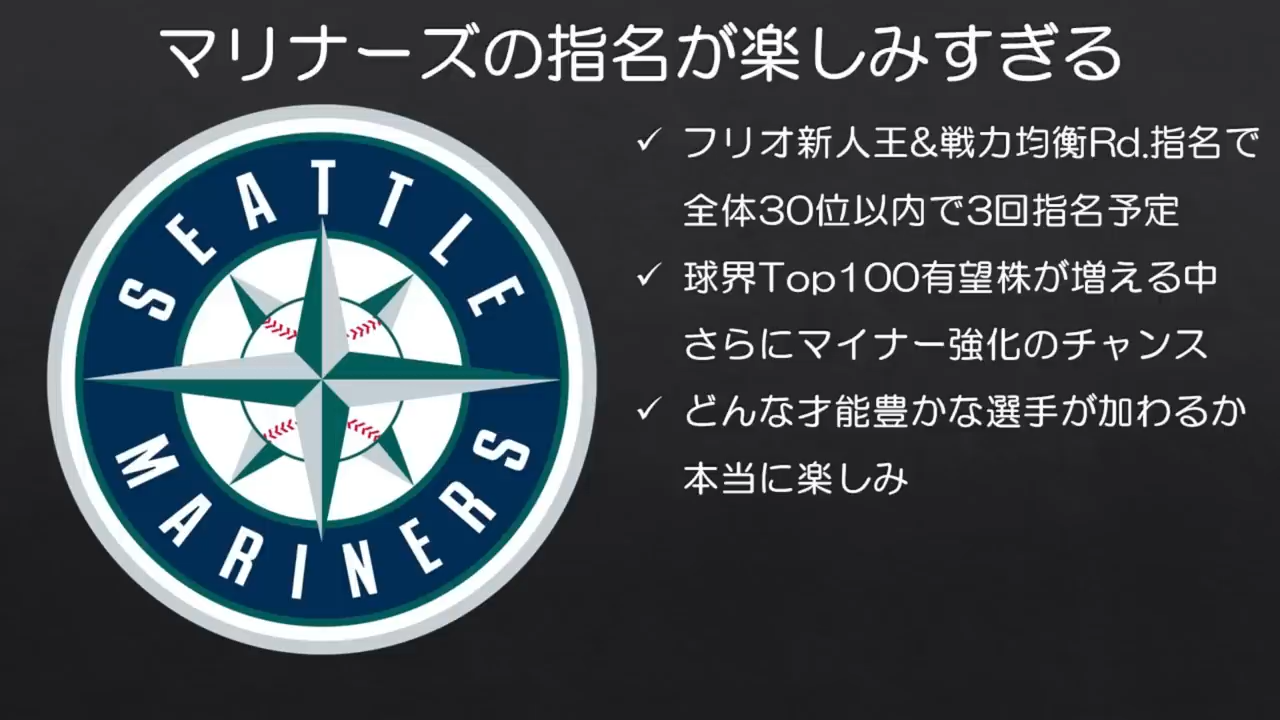 マリナーズの指名が楽しみすぎる
SEATTLE
MARINERS
✓ フリオ新人王&戦力均衡Rd.指名で
全体30位以内で3回指名予定
✓ 球界Top100有望株が増える中
さらにマイナー強化のチャンス
✓ どんな才能豊かな選手が加わるか
本当に楽しみ